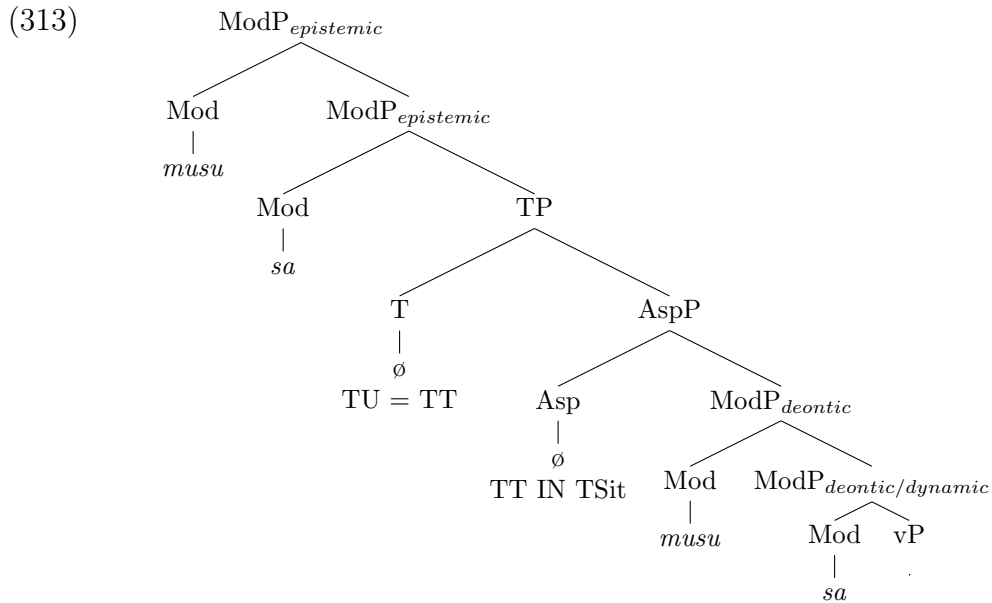 (313)
ModP_epistemic
Mod ModP_epistemic
musu
Mod TP
sa
T AspP
ø
TU = TT Asp ModP_deontic
ø
TT IN TSit Mod ModP_deontic/dynamic
musu Mod vP
sa .